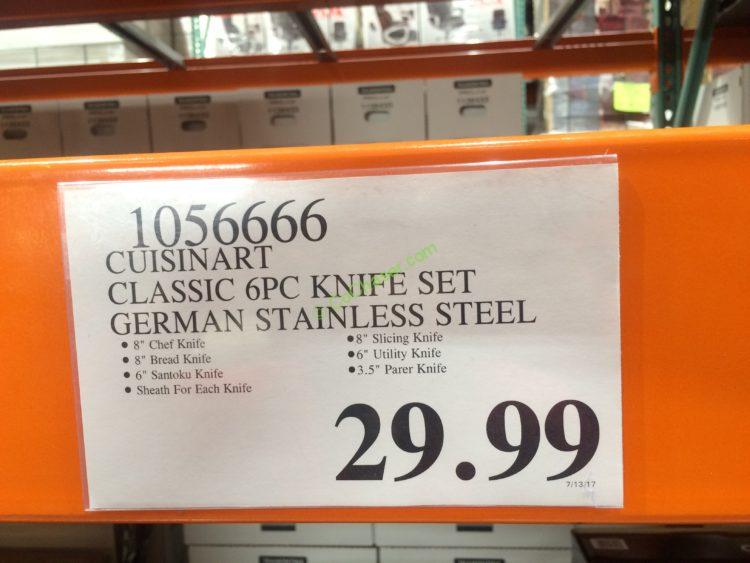 1056666
CUISINART
CLASSIC 6PC KNIFE SET
GERMAN STAINLESS STEEL
• 8" Chef Knife
• 8" Bread Knife
• 6" Santoku Knife
• Sheath For Each Knife
• 8" Slicing Knife
• 6" Utility Knife
• 3.5" Parer Knife
29.99
7/13/17